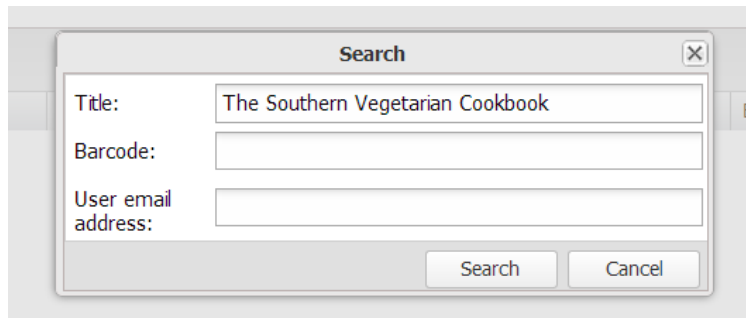 Search
Title: The Southern Vegetarian Cookbook
Barcode:
User email
address:
Search Cancel